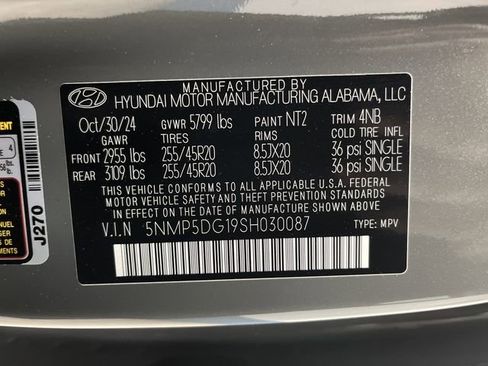 MANUFACTURED BY
HYUNDAI MOTOR MANUFACTURING ALABAMA, LLC
Oct/30/24 GVWR 5799 lbs PAINT NT2 TRIM 4NB
GAWR TIRES RIMS COLD TIRE INFL
FRONT 2955 lbs 255/45R20 8.5JX20 36 psi SINGLE
REAR 3109 lbs 255/45R20 8.5JX20 36 psi SINGLE
THIS VEHICLE CONFORMS TO ALL APPLICABLE U.S.A. FEDERAL
MOTOR VEHICLE SAFETY BUMPER, AND THEFT PREVENTION
STANDARDS IN EFFECT ON THE DATE OF MANUFACTURE SHOWN ABOVE.
V.I.N 5NMP5DG19SH030087 TYPE: MPV
4
J270